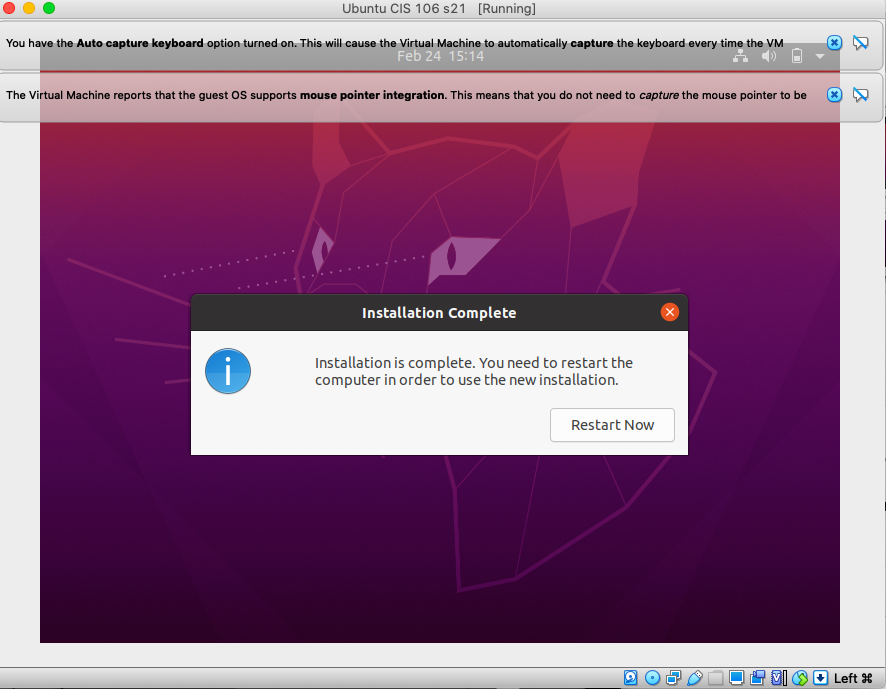 Ubuntu CIS 106 s21 [Running]
You have the Auto capture keyboard option turned on. This will cause the Virtual Machine to automatically capture the keyboard every time the VM
Feb 24 15:14
The Virtual Machine reports that the guest OS supports mouse pointer integration. This means that you do not need to capture the mouse pointer to be
Installation Complete
Installation is complete. You need to restart the
computer in order to use the new installation.
Restart Now
Left ⌘